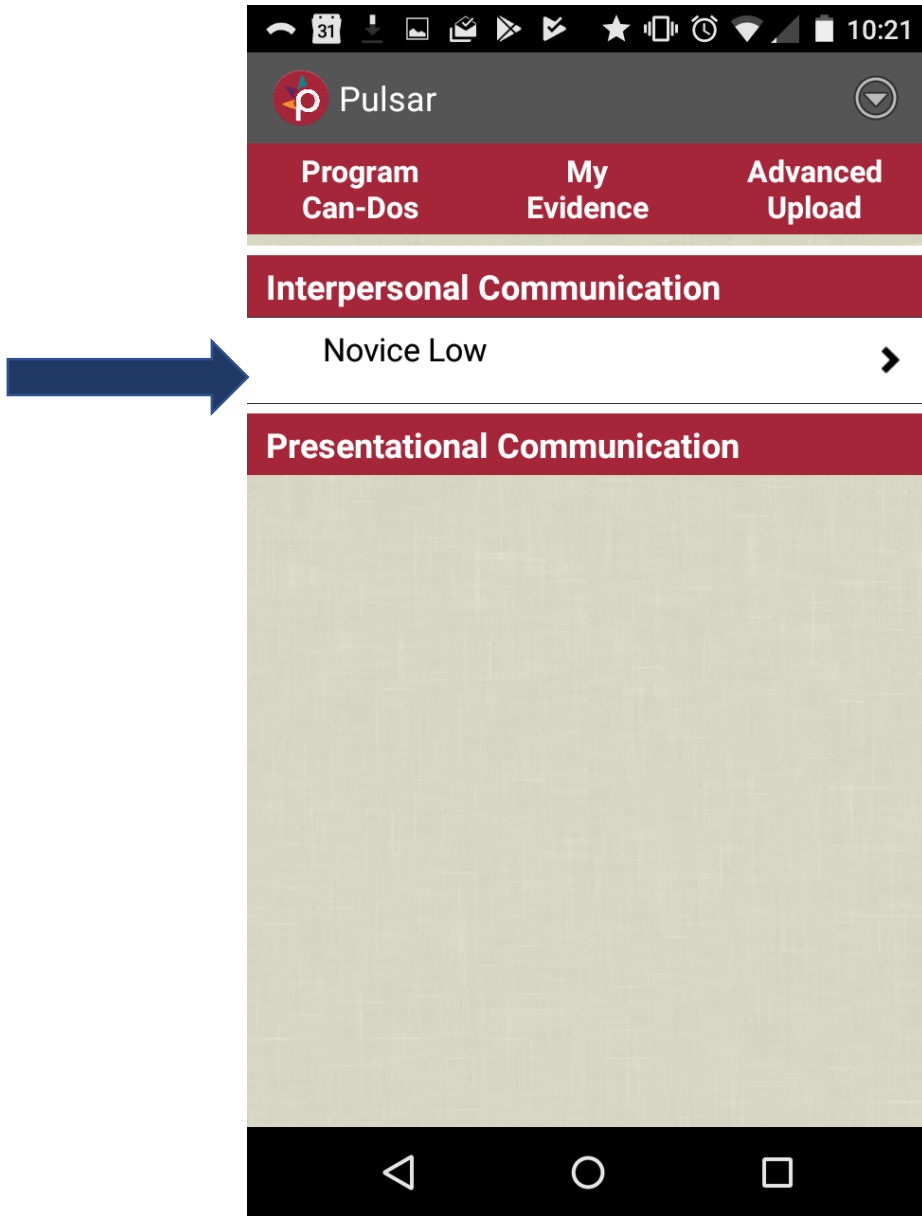 31 10:21
p Pulsar
Program My Advanced
Can-Dos Evidence Upload
Interpersonal Communication
Novice Low
Presentational Communication